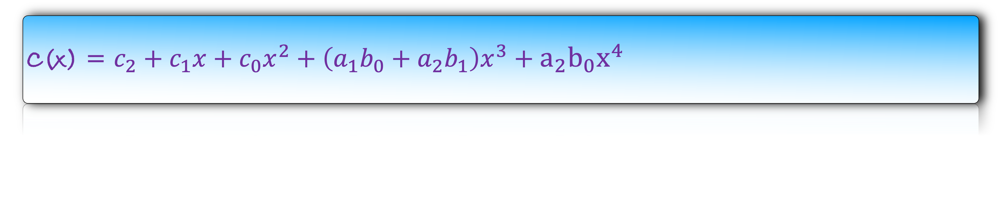 C(x) = c₂ + c₁x + c₀x² + (a₁b₀ + a₂b₁)x³ + a₂b₀x⁴